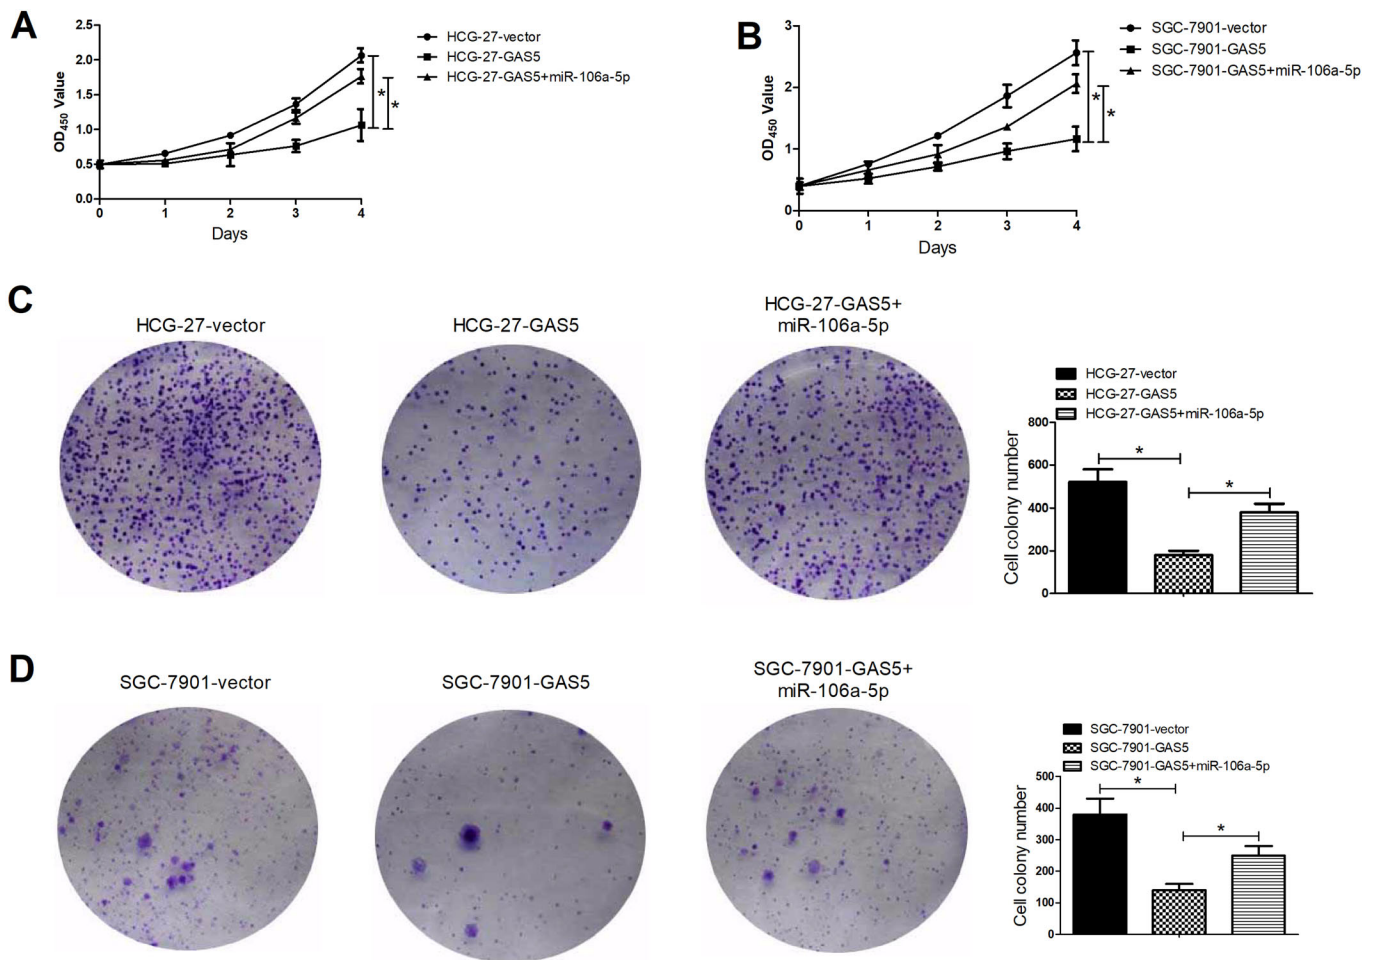 A
OD450 Value
2.5
2.0
1.5
1.0
0.5
0.0
0 1 2 3 4
Days
HCG-27-vector
HCG-27-GAS5
HCG-27-GAS5+miR-106a-5p
* *
B
OD450 Value
3
2
1
0
0 1 2 3 4
Days
SGC-7901-vector
SGC-7901-GAS5
SGC-7901-GAS5+miR-106a-5p
* *
C
HCG-27-vector
HCG-27-GAS5
HCG-27-GAS5+
miR-106a-5p
HCG-27-vector
HCG-27-GAS5
HCG-27-GAS5+miR-106a-5p
Cell colony number
800
600
400
200
0
*
*
D
SGC-7901-vector
SGC-7901-GAS5
SGC-7901-GAS5+
miR-106a-5p
SGC-7901-vector
SGC-7901-GAS5
SGC-7901-GAS5+miR-106a-5p
Cell colony number
500
400
300
200
100
0
*
*